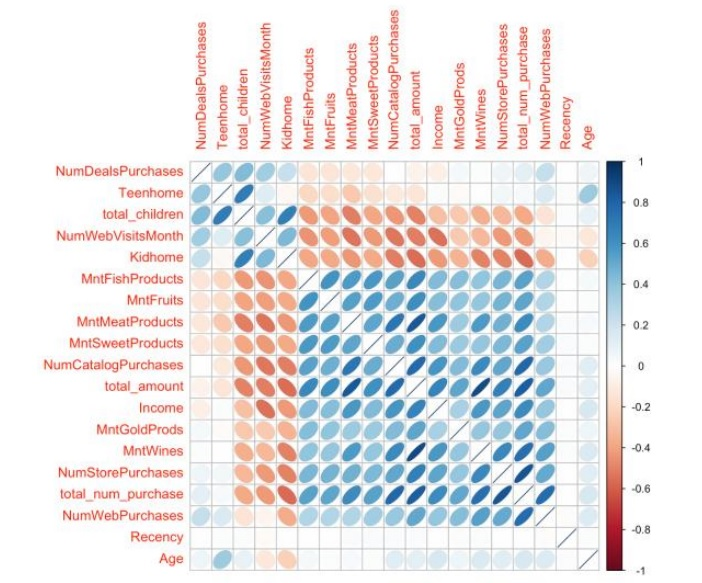 NumDealsPurchases
Teenhome
total_children
NumWebVisitsMonth
Kidhome
MntFishProducts
MntFruits
MntMeatProducts
MntSweetProducts
NumCatalogPurchases
total_amount
Income
MntGoldProds
MntWines
NumStorePurchases
total_num_purchase
NumWebPurchases
Recency
Age
NumDealsPurchases
Teenhome
total_children
NumWebVisitsMonth
Kidhome
MntFishProducts
MntFruits
MntMeatProducts
MntSweetProducts
NumCatalogPurchases
total_amount
Income
MntGoldProds
MntWines
NumStorePurchases
total_num_purchase
NumWebPurchases
Recency
Age
1
0.8
0.6
0.4
0.2
0
-0.2
-0.4
-0.6
-0.8
-1